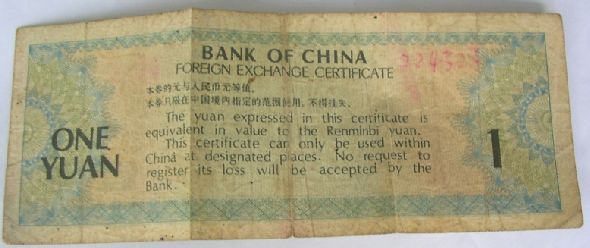 BANK OF CHINA
FOREIGN EXCHANGE CERTIFICATE
本券的元与人民币元等值。
本券只限在中国境内指定的范围使用，不得挂失。
The yuan expressed in this certificate is
equivalent in value to the Renminbi yuan.
This certificate can only be used within
China at designated places. No request to
register its loss will be accepted by the
Bank.
ONE
YUAN
1